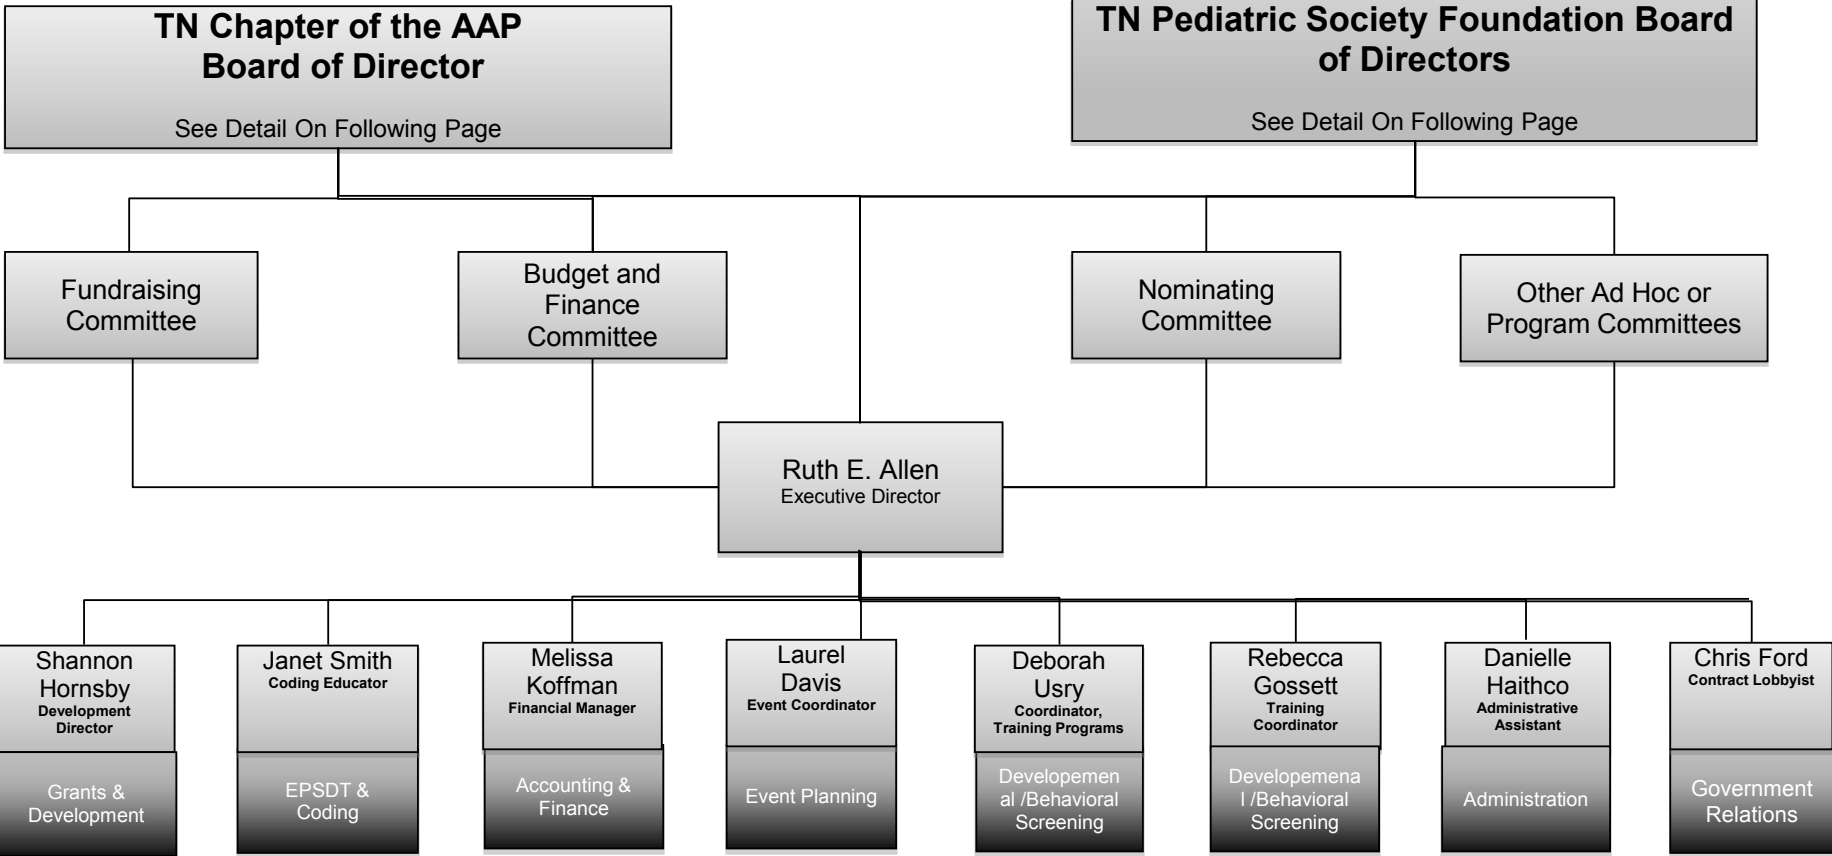 TN Chapter of the AAP
Board of Director
See Detail On Following Page
TN Pediatric Society Foundation Board
of Directors
See Detail On Following Page
Fundraising
Committee
Budget and
Finance
Committee
Nominating
Committee
Other Ad Hoc or
Program Committees
Ruth E. Allen
Executive Director
Shannon
Hornsby
Development
Director
Grants &
Development
Janet Smith
Coding Educator
EPSDT &
Coding
Melissa
Koffman
Financial Manager
Accounting &
Finance
Laurel
Davis
Event Coordinator
Event Planning
Deborah
Usry
Coordinator,
Training Programs
Developemen
al /Behavioral
Screening
Rebecca
Gossett
Training
Coordinator
Developemena
l /Behavioral
Screening
Danielle
Haithco
Administrative
Assistant
Administration
Chris Ford
Contract Lobbyist
Government
Relations